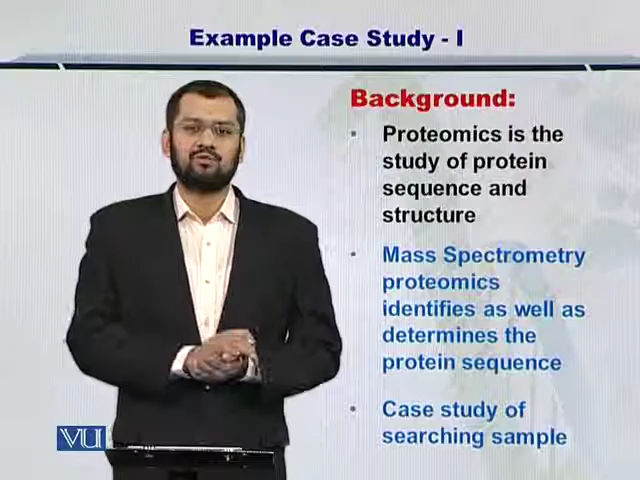 Example Case Study - I
Background:
Proteomics is the
study of protein
sequence and
structure
Mass Spectrometry
proteomics
identifies as well as
determines the
protein sequence
Case study of
searching sample
VU